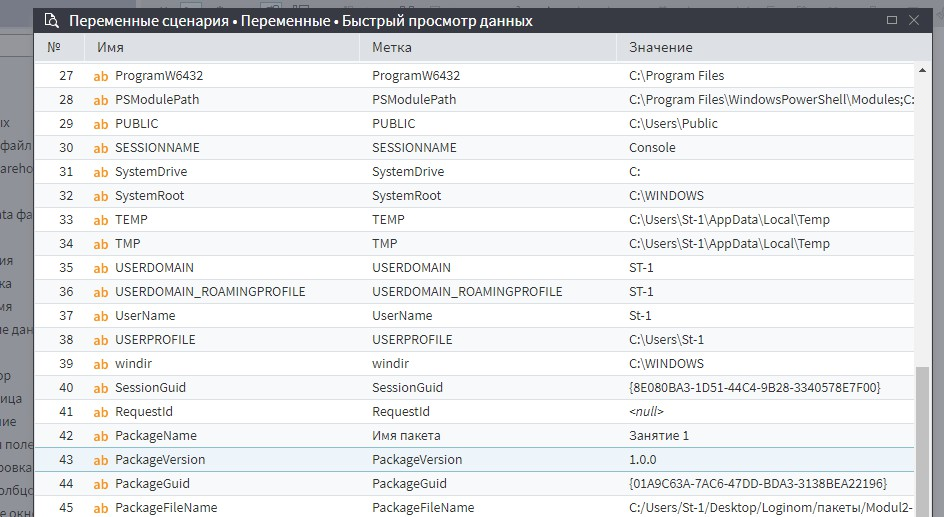 Переменные сценария • Переменные • Быстрый просмотр данных
№ Имя Метка Значение
27 ab ProgramW6432 ProgramW6432 C:\Program Files
28 ab PSModulePath PSModulePath C:\Program Files\WindowsPowerShell\Modules;C:
29 ab PUBLIC PUBLIC C:\Users\Public
30 ab SESSIONNAME SESSIONNAME Console
31 ab SystemDrive SystemDrive C:
32 ab SystemRoot SystemRoot C:\WINDOWS
33 ab TEMP TEMP C:\Users\St-1\AppData\Local\Temp
34 ab TMP TMP C:\Users\St-1\AppData\Local\Temp
35 ab USERDOMAIN USERDOMAIN ST-1
36 ab USERDOMAIN_ROAMINGPROFILE USERDOMAIN_ROAMINGPROFILE ST-1
37 ab UserName UserName St-1
38 ab USERPROFILE USERPROFILE C:\Users\St-1
39 ab windir windir C:\WINDOWS
40 ab SessionGuid SessionGuid {8E080BA3-1D51-44C4-9B28-3340578E7F00}
41 ab RequestId RequestId <null>
42 ab PackageName Имя пакета Занятие 1
43 ab PackageVersion PackageVersion 1.0.0
44 ab PackageGuid PackageGuid {01A9C63A-7AC6-47DD-BDA3-3138BEA22196}
45 ab PackageFileName PackageFileName C:/Users/St-1/Desktop/Loginom/пакеты/Modul2-